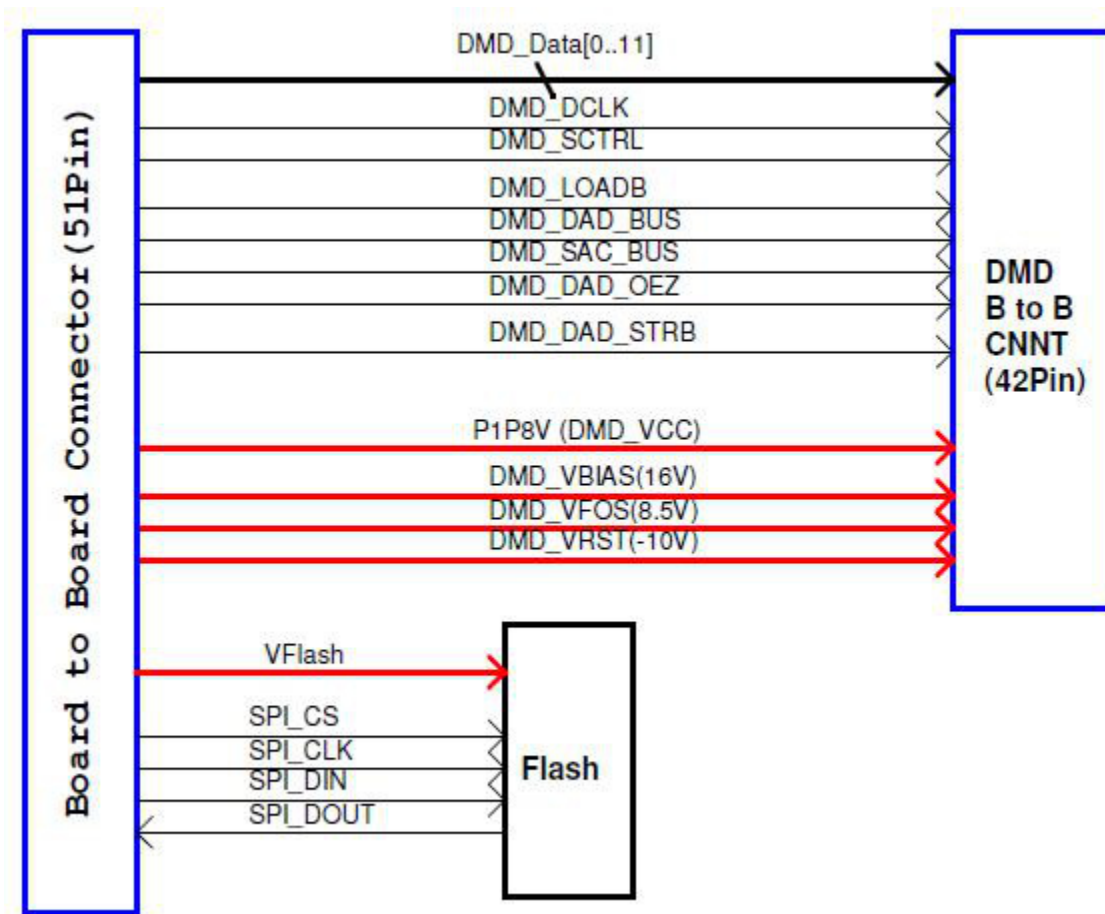 Board to Board Connector(51Pin)
DMD_Data[0..11]
DMD_DCLK
DMD_SCTRL
DMD_LOADB
DMD_DAD_BUS
DMD_SAC_BUS
DMD_DAD_OEZ
DMD_DAD_STRB
P1P8V (DMD_VCC)
DMD_VBIAS(16V)
DMD_VFOS(8.5V)
DMD_VRST(-10V)
DMD
B to B
CNNT
(42Pin)
VFlash
SPI_CS
SPI_CLK
SPI_DIN
SPI_DOUT
Flash